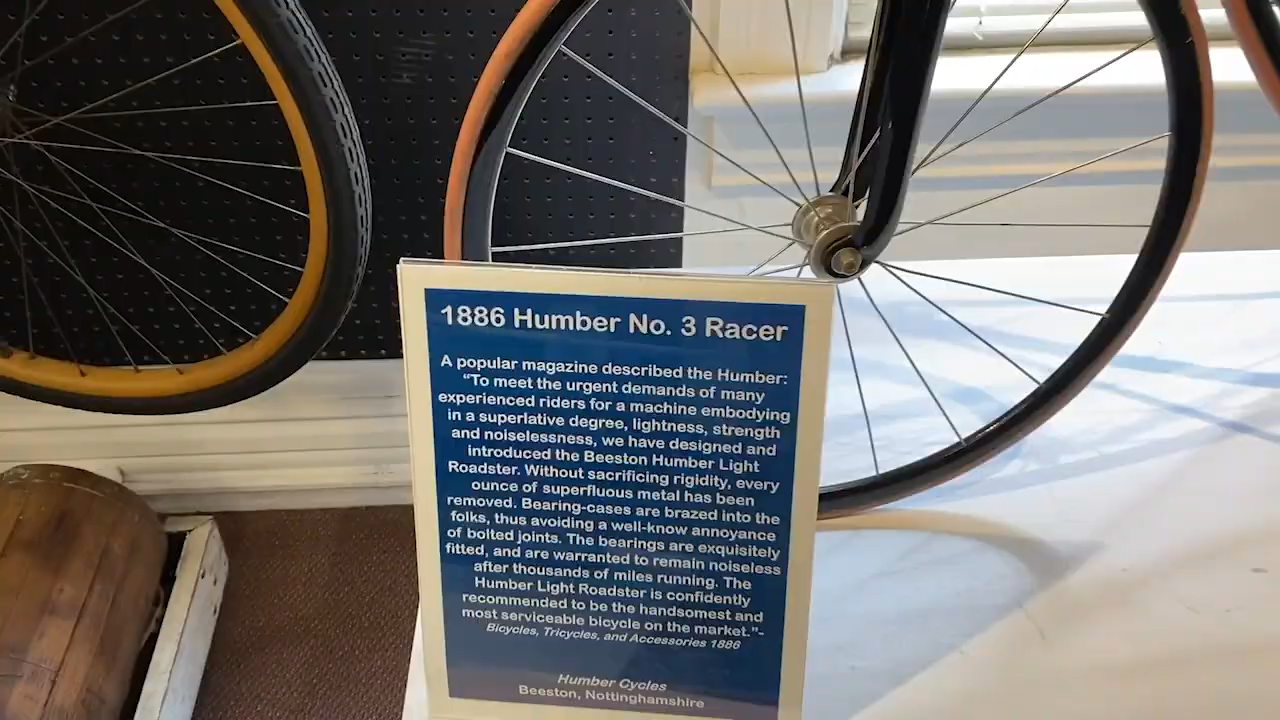 1886 Humber No. 3 Racer
A popular magazine described the Humber:
“To meet the urgent demands of many
experienced riders for a machine embodying
in a superlative degree, lightness, strength
and noiselessness, we have designed and
introduced the Beeston Humber Light
Roadster. Without sacrificing rigidity, every
ounce of superfluous metal has been
removed. Bearing-cases are brazed into the
folks, thus avoiding a well-know annoyance
of bolted joints. The bearings are exquisitely
fitted, and are warranted to remain noiseless
after thousands of miles running. The
Humber Light Roadster is confidently
recommended to be the handsomest and
most serviceable bicycle on the market.”-
Bicycles, Tricycles, and Accessories 1886
Humber Cycles
Beeston, Nottinghamshire